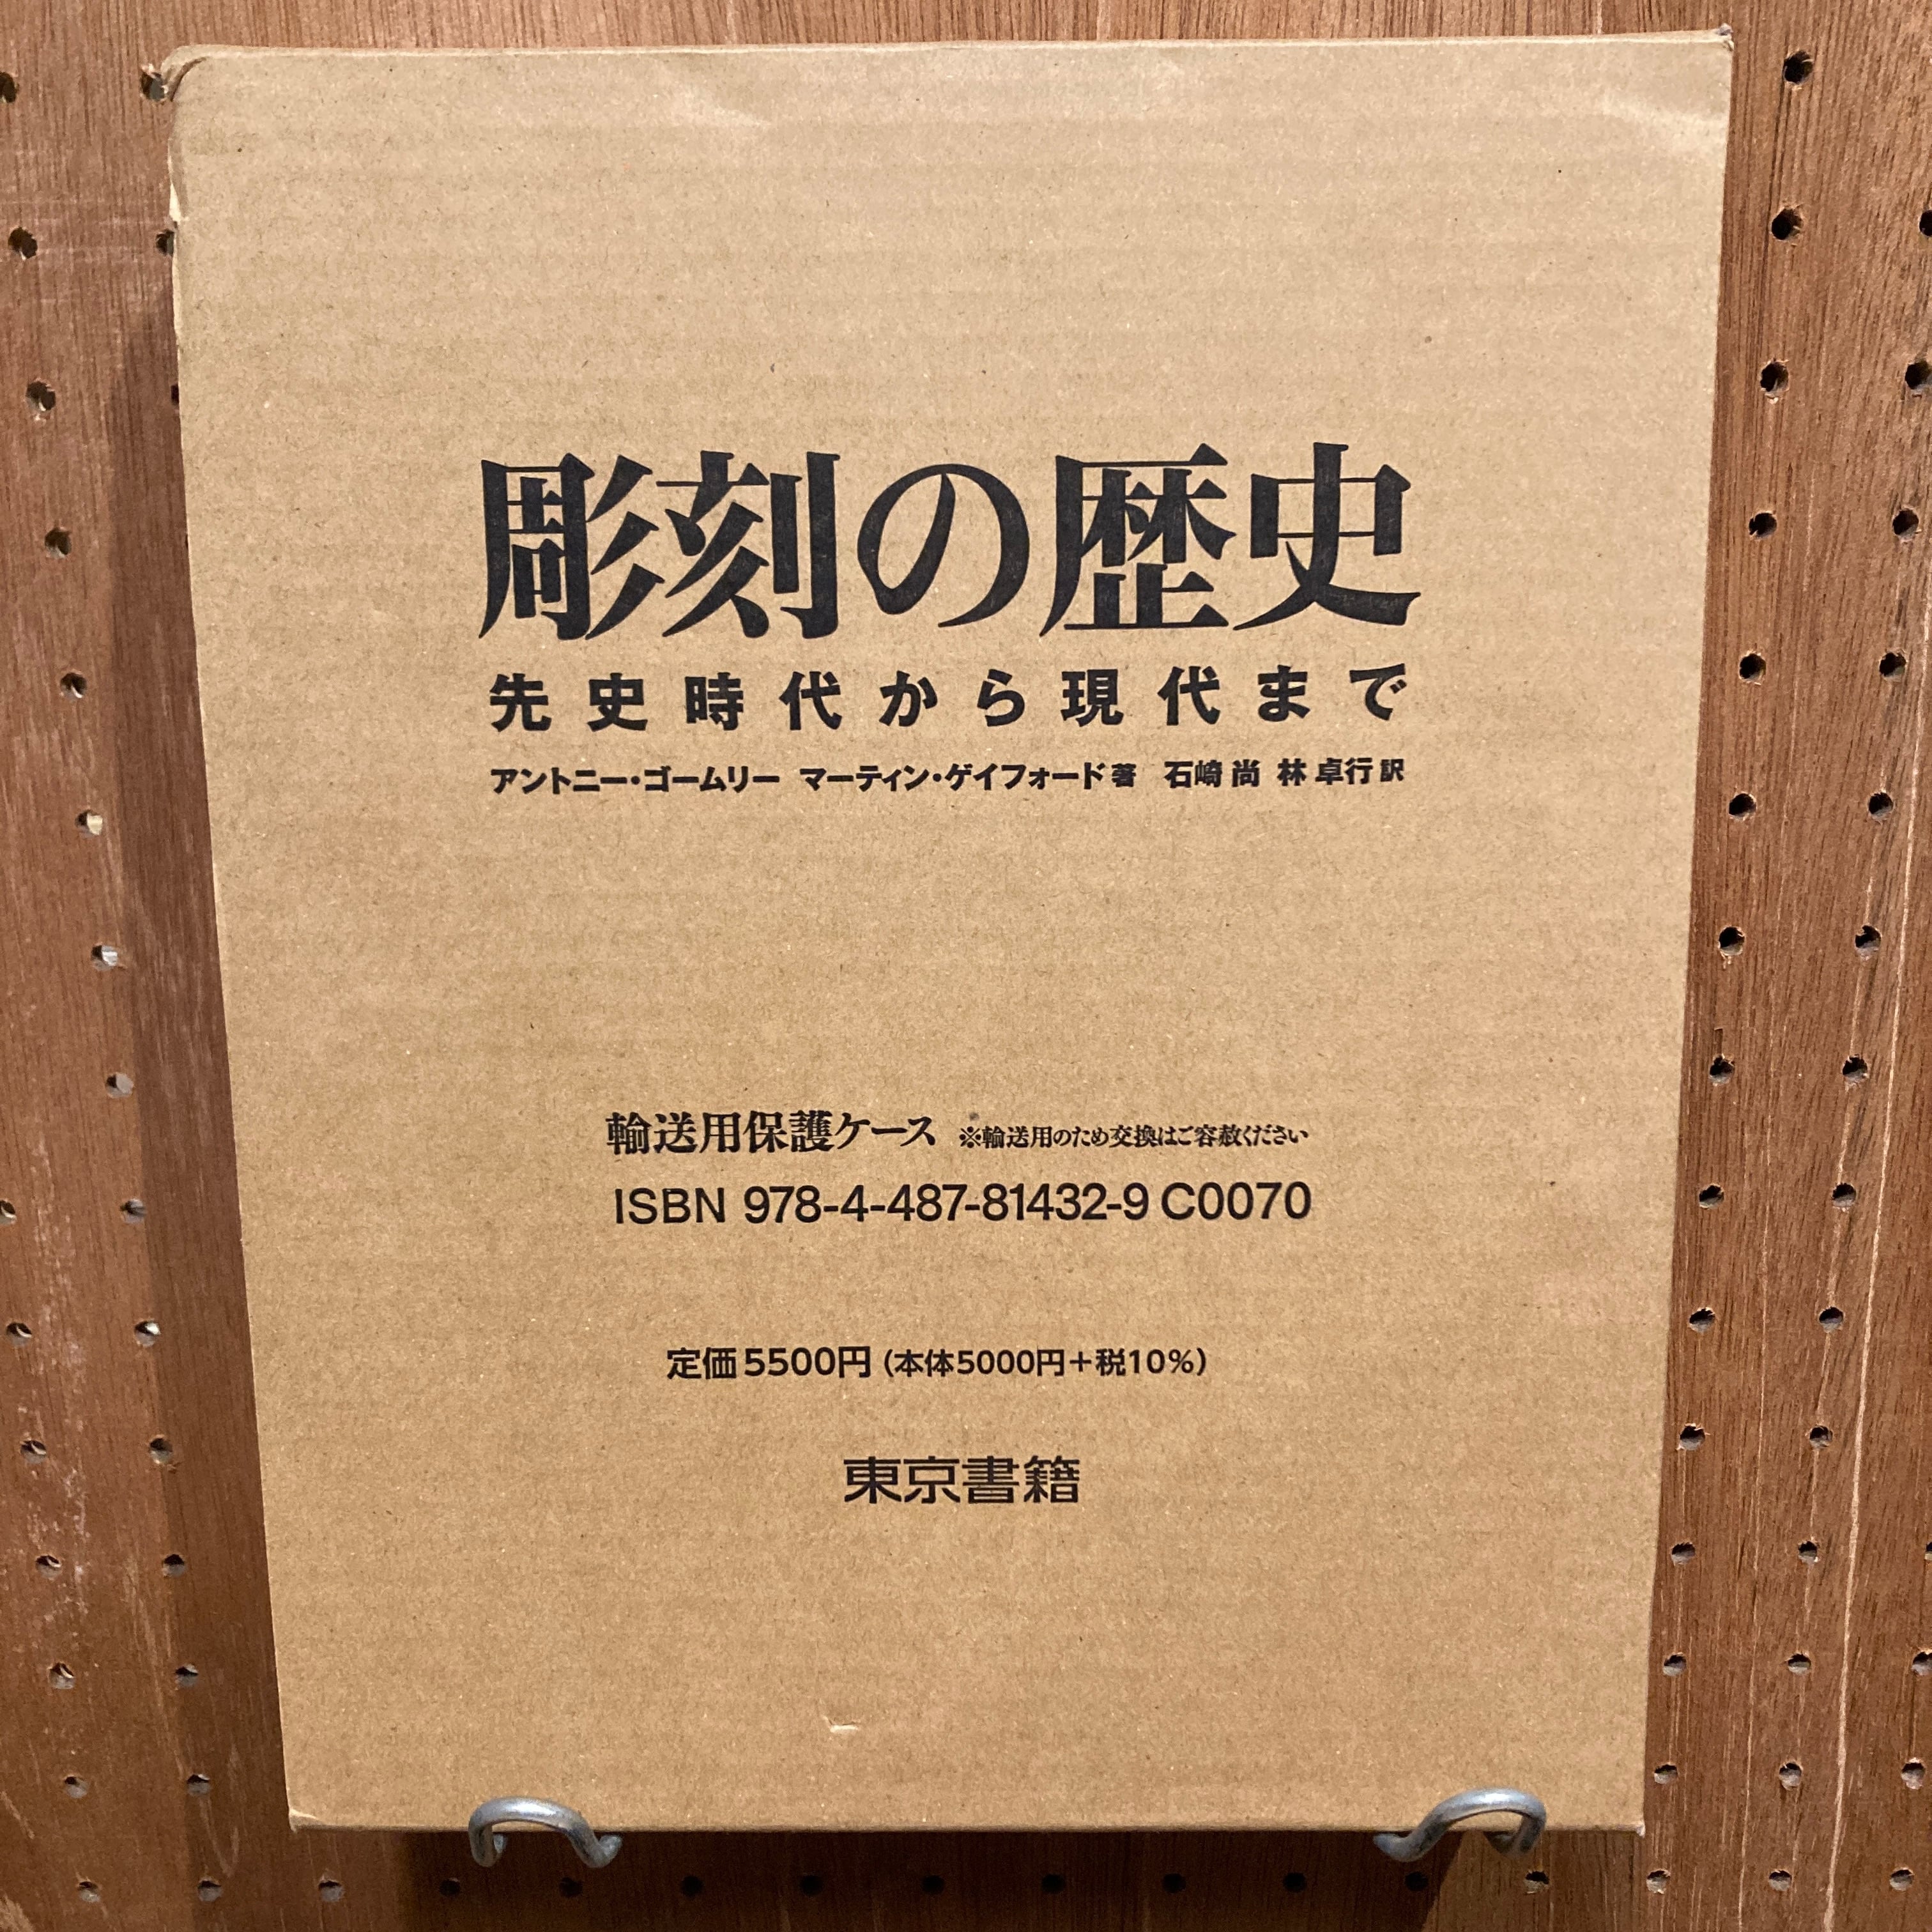 彫刻の歴史
先史時代から現代まで
アントニー・ゴームリー マーティン・ゲイフォード著 石崎尚 林卓行訳
輸送用保護ケース ※輸送用のため交換はご容赦ください
ISBN 978-4-487-81432-9 C0070
定価5500円（本体5000円＋税10％）
東京書籍